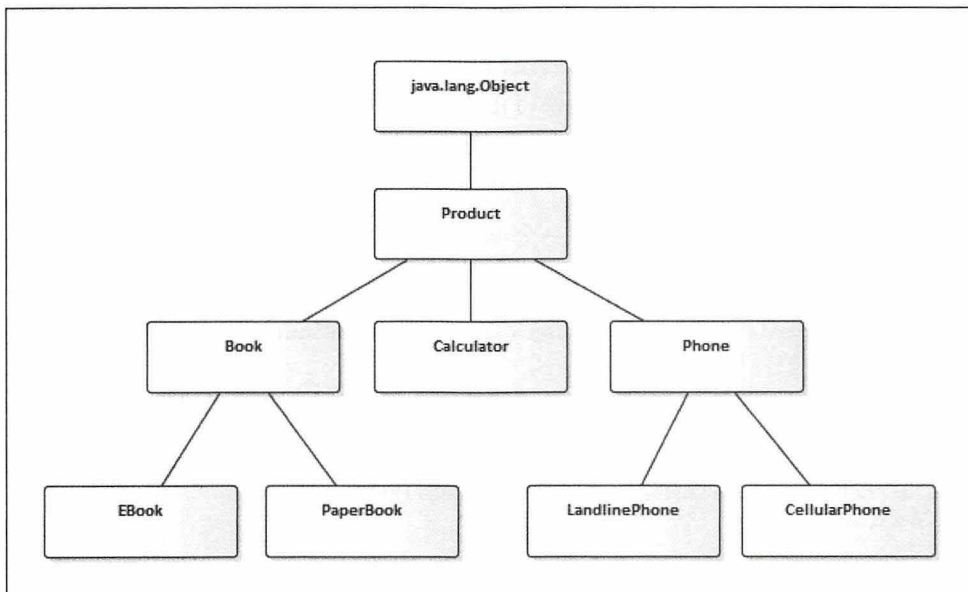 java.lang.Object
Product
Book
Calculator
Phone
EBook
PaperBook
LandlinePhone
CellularPhone